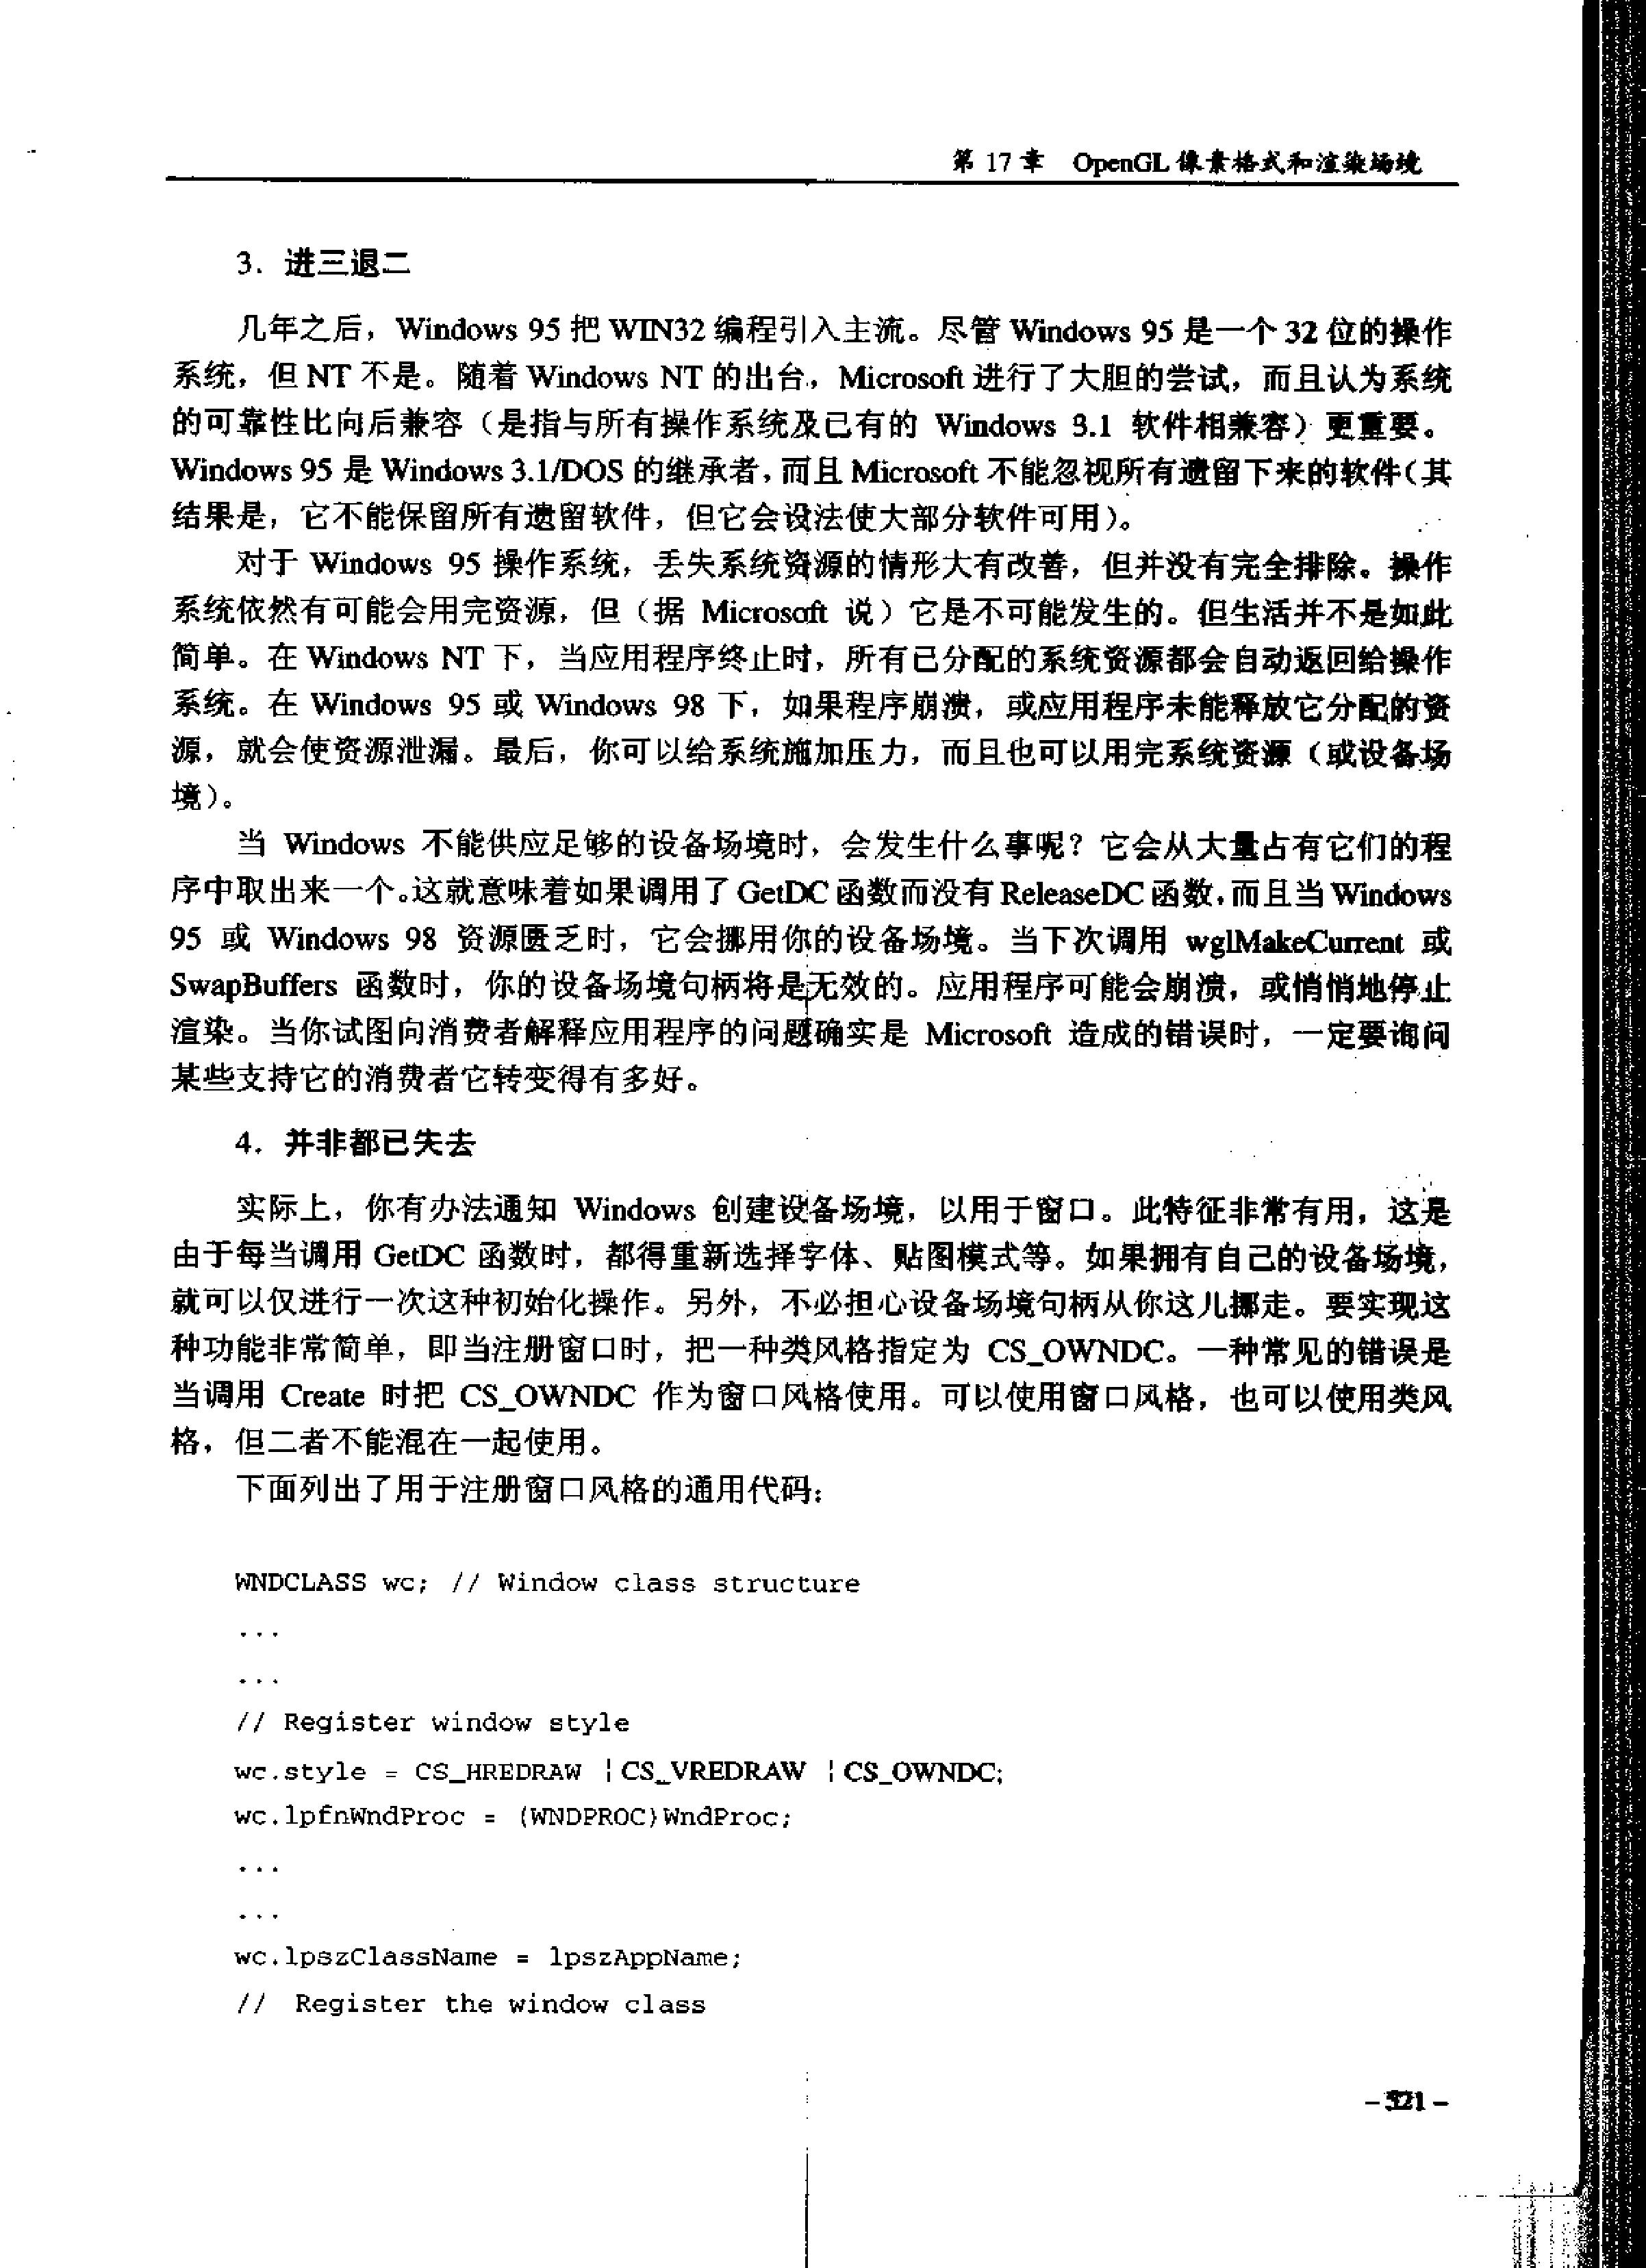 第 17 章 OpenGL 像素格式和渲染场境
3．进三退二
几年之后，Windows 95 把 WIN32 编程引入主流。尽管 Windows 95 是一个 32 位的操作
系统，但 NT 不是。随着 Windows NT 的出台，Microsoft 进行了大胆的尝试，而且认为系统
的可靠性比向后兼容（是指与所有操作系统及已有的 Windows 3.1 软件相兼容）更重要。
Windows 95 是 Windows 3.1/DOS 的继承者，而且 Microsoft 不能忽视所有遗留下来的软件（其
结果是，它不能保留所有遗留软件，但它会设法使大部分软件可用）。
对于 Windows 95 操作系统，丢失系统资源的情形大有改善，但并没有完全排除。操作
系统依然有可能会用完资源，但（据 Microsoft 说）它是不可能发生的。但生活并不是如此
简单。在 Windows NT 下，当应用程序终止时，所有已分配的系统资源都会自动返回给操作
系统。在 Windows 95 或 Windows 98 下，如果程序崩溃，或应用程序未能释放它分配的资
源，就会使资源泄漏。最后，你可以给系统施加压力，而且也可以用完系统资源（或设备场
境）。
当 Windows 不能供应足够的设备场境时，会发生什么事呢？它会从大量占有它们的程
序中取出来一个。这就意味着如果调用了 GetDC 函数而没有 ReleaseDC 函数，而且当 Windows
95 或 Windows 98 资源匮乏时，它会挪用你的设备场境。当下次调用 wglMakeCurrent 或
SwapBuffers 函数时，你的设备场境句柄将是无效的。应用程序可能会崩溃，或悄悄地停止
渲染。当你试图向消费者解释应用程序的问题确实是 Microsoft 造成的错误时，一定要询问
某些支持它的消费者它转变得有多好。
4．并非都已失去
实际上，你有办法通知 Windows 创建设备场境，以用于窗口。此特征非常有用，这是
由于每当调用 GetDC 函数时，都得重新选择字体、贴图模式等。如果拥有自己的设备场境，
就可以仅进行一次这种初始化操作。另外，不必担心设备场境句柄从你这儿挪走。要实现这
种功能非常简单，即当注册窗口时，把一种类风格指定为 CS_OWNDC。一种常见的错误是
当调用 Create 时把 CS_OWNDC 作为窗口风格使用。可以使用窗口风格，也可以使用类风
格，但二者不能混在一起使用。
下面列出了用于注册窗口风格的通用代码：
WNDCLASS wc; // Window class structure
...
...
// Register window style
wc.style = CS_HREDRAW ¦ CS_VREDRAW ¦ CS_OWNDC;
wc.lpfnWndProc = (WNDPROC)WndProc;
...
...
wc.lpszClassName = lpszAppName;
// Register the window class
－321－